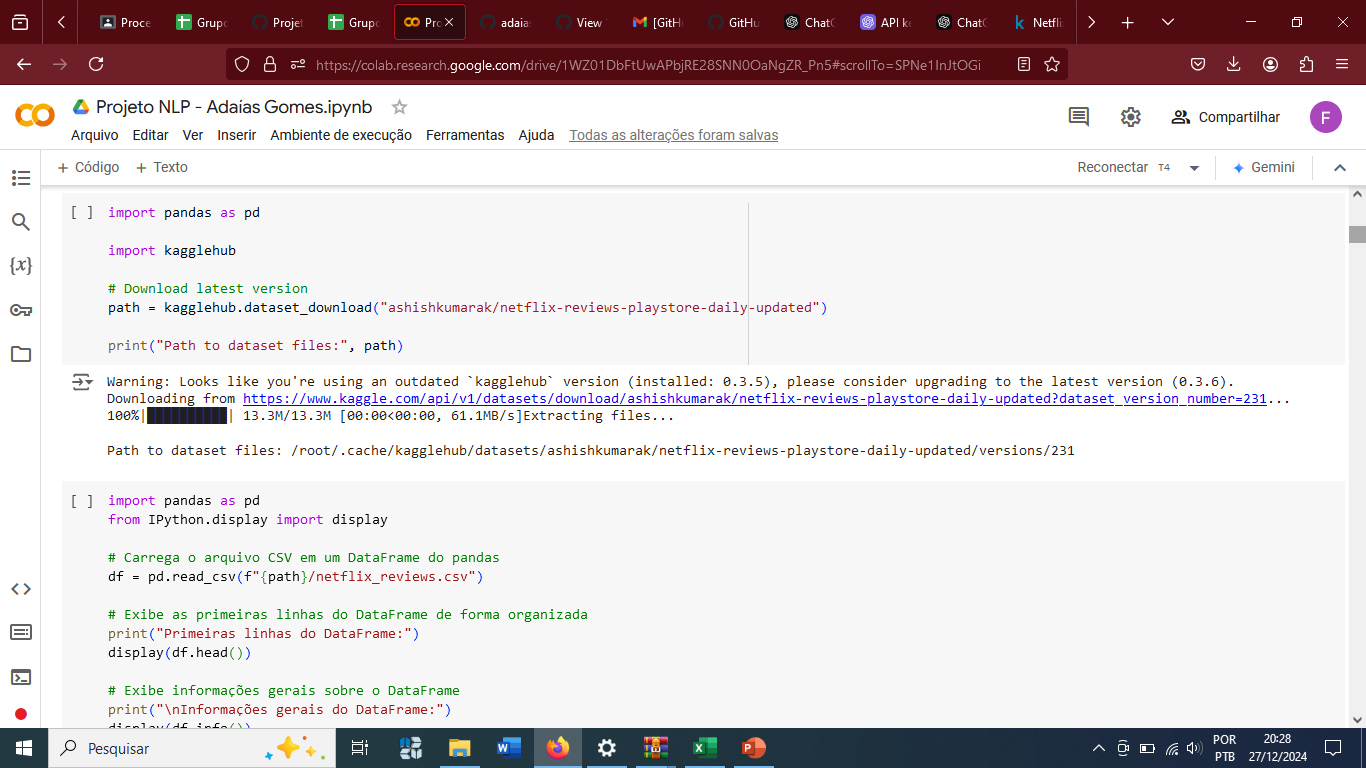 Proce
Grupo
Projet
Grupo
Pro
adaia
View
[GitH
GitHu
ChatG
API ke
ChatG
Netfli
https://colab.research.google.com/drive/1WZ01DbFtUwAPbjRE28SNN0OaNgZR_Pn5#scrollTo=SPNe1InJtOGi
Projeto NLP - Adaías Gomes.ipynb
Arquivo Editar Ver Inserir Ambiente de execução Ferramentas Ajuda Todas as alterações foram salvas
Compartilhar
F
+ Código + Texto
Reconectar T4
Gemini
[ ] import pandas as pd
import kagglehub
# Download latest version
path = kagglehub.dataset_download("ashishkumarak/netflix-reviews-playstore-daily-updated")
print("Path to dataset files:", path)
Warning: Looks like you're using an outdated `kagglehub` version (installed: 0.3.5), please consider upgrading to the latest version (0.3.6).
Downloading from https://www.kaggle.com/api/v1/datasets/download/ashishkumarak/netflix-reviews-playstore-daily-updated?dataset_version_number=231...
100%|██████████| 13.3M/13.3M [00:00<00:00, 61.1MB/s]Extracting files...
Path to dataset files: /root/.cache/kagglehub/datasets/ashishkumarak/netflix-reviews-playstore-daily-updated/versions/231
[ ] import pandas as pd
from IPython.display import display
# Carrega o arquivo CSV em um DataFrame do pandas
df = pd.read_csv(f"{path}/netflix_reviews.csv")
# Exibe as primeiras linhas do DataFrame de forma organizada
print("Primeiras linhas do DataFrame:")
display(df.head())
# Exibe informações gerais sobre o DataFrame
print("\nInformações gerais do DataFrame:")
display(df.info())
Pesquisar
POR
PTB
20:28
27/12/2024